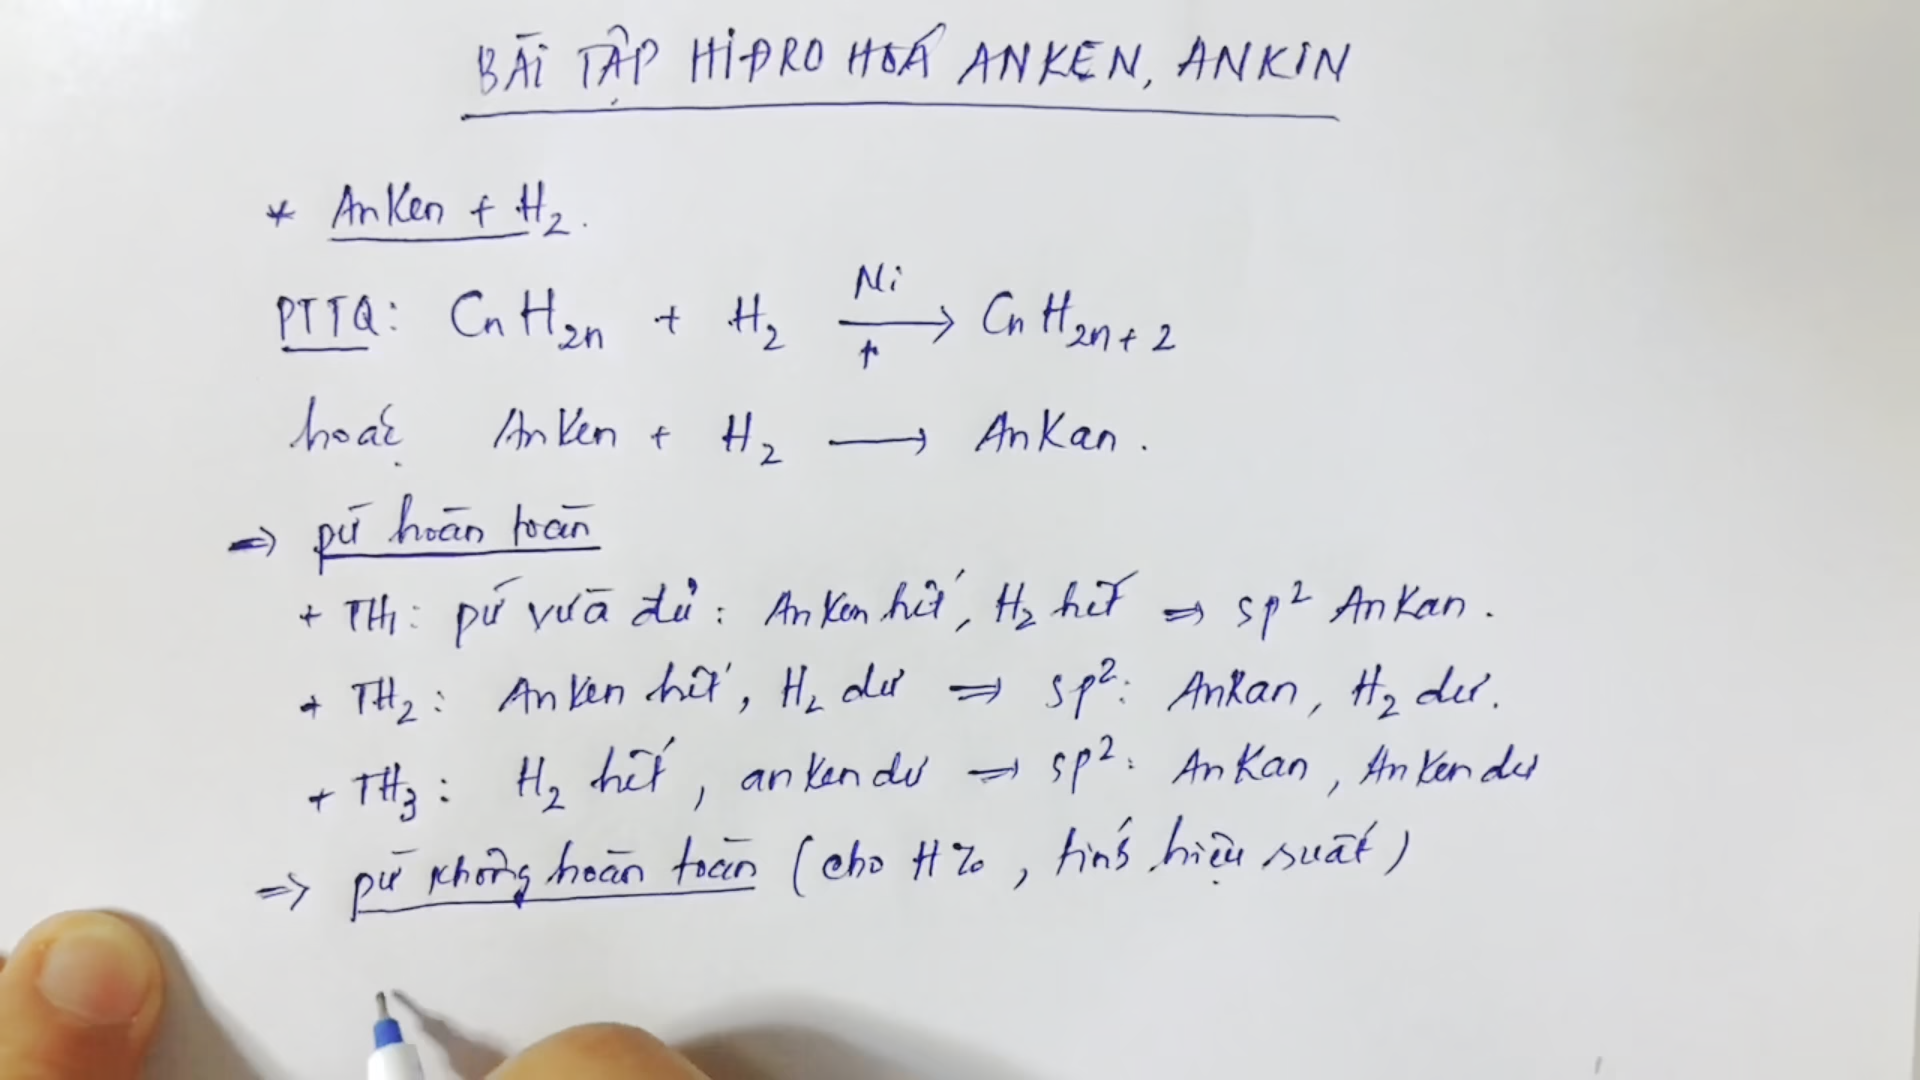 BÀI TẬP HIĐRO HOÁ ANKEN, ANKIN
* Anken + H₂.
PTTQ: CnH2n + H₂ Ni→t CnH2n+2
hoặc Anken + H₂ → Ankan.
⇒ pứ hoàn toàn
+ TH₁: pứ vừa đủ: Anken hết, H₂ hết ⇒ sp² Ankan.
+ TH₂: Anken hết, H₂ dư ⇒ sp²: Ankan, H₂ dư.
+ TH₃: H₂ hết, anken dư ⇒ sp²: Ankan, Anken dư
⇒ pứ không hoàn toàn (cho H%, tính hiệu suất)